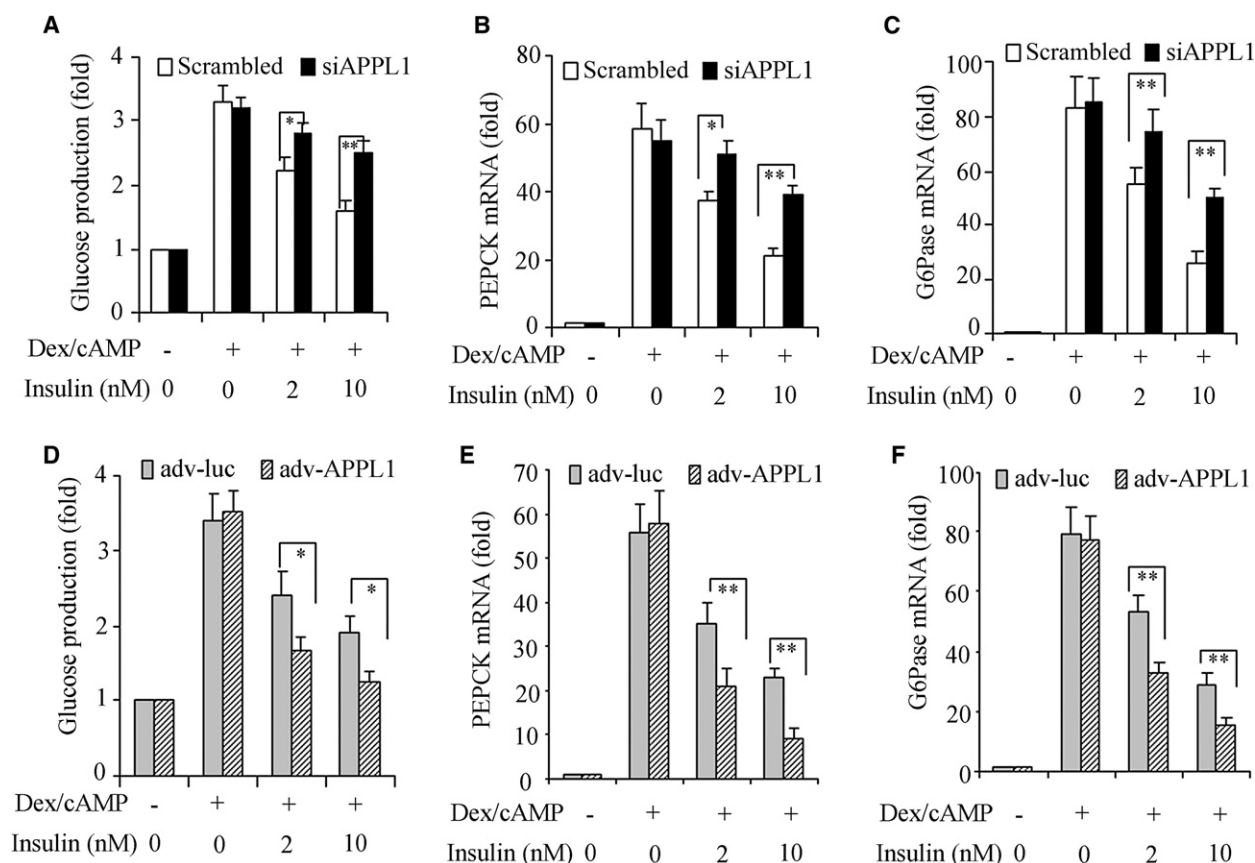 A
Glucose production (fold)
4
3
2
1
0
Scrambled siAPPL1
*
**
Dex/cAMP - + + +
Insulin (nM) 0 0 2 10
B
PEPCK mRNA (fold)
80
60
40
20
0
Scrambled siAPPL1
*
**
Dex/cAMP - + + +
Insulin (nM) 0 0 2 10
C
G6Pase mRNA (fold)
100
80
60
40
20
0
Scrambled siAPPL1
**
**
Dex/cAMP - + + +
Insulin (nM) 0 0 2 10
D
Glucose production (fold)
4
3
2
1
0
adv-luc adv-APPL1
*
*
Dex/cAMP - + + +
Insulin (nM) 0 0 2 10
E
PEPCK mRNA (fold)
70
60
50
40
30
20
10
0
adv-luc adv-APPL1
**
**
Dex/cAMP - + + +
Insulin (nM) 0 0 2 10
F
G6Pase mRNA (fold)
100
80
60
40
20
0
adv-luc adv-APPL1
**
**
Dex/cAMP - + + +
Insulin (nM) 0 0 2 10